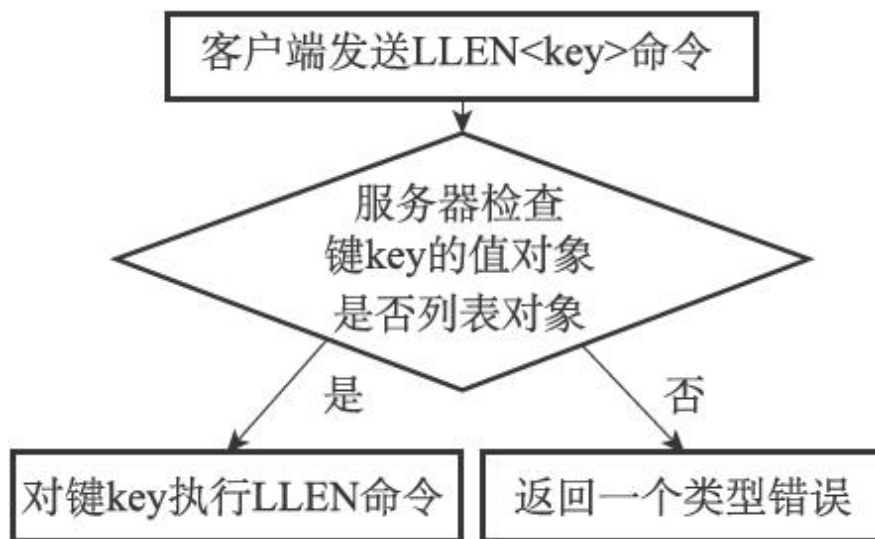 客户端发送LLEN<key>命令
服务器检查
键key的值对象
是否列表对象
是
否
对键key执行LLEN命令
返回一个类型错误